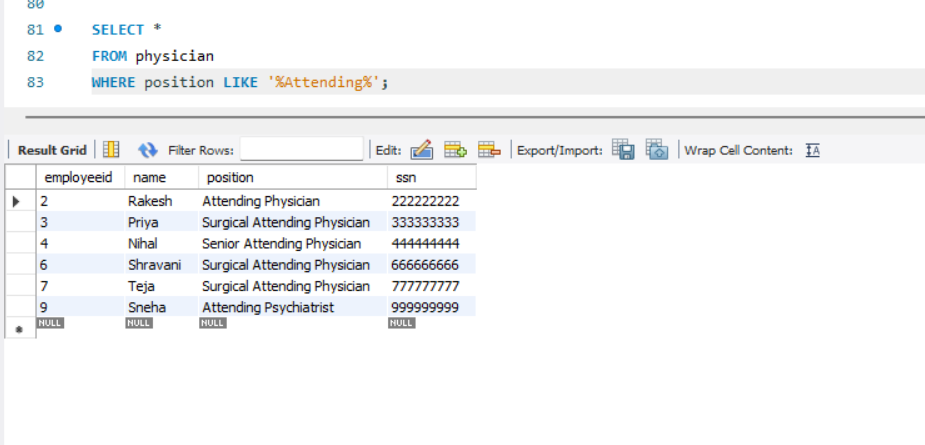 80
81 SELECT *
82 FROM physician
83 WHERE position LIKE '%Attending%';
Result Grid Filter Rows: Edit: Export/Import: Wrap Cell Content: IA
employeeid name position ssn
2 Rakesh Attending Physician 222222222
3 Priya Surgical Attending Physician 333333333
4 Nihal Senior Attending Physician 444444444
6 Shravani Surgical Attending Physician 666666666
7 Teja Surgical Attending Physician 777777777
9 Sneha Attending Psychiatrist 999999999
NULL NULL NULL NULL